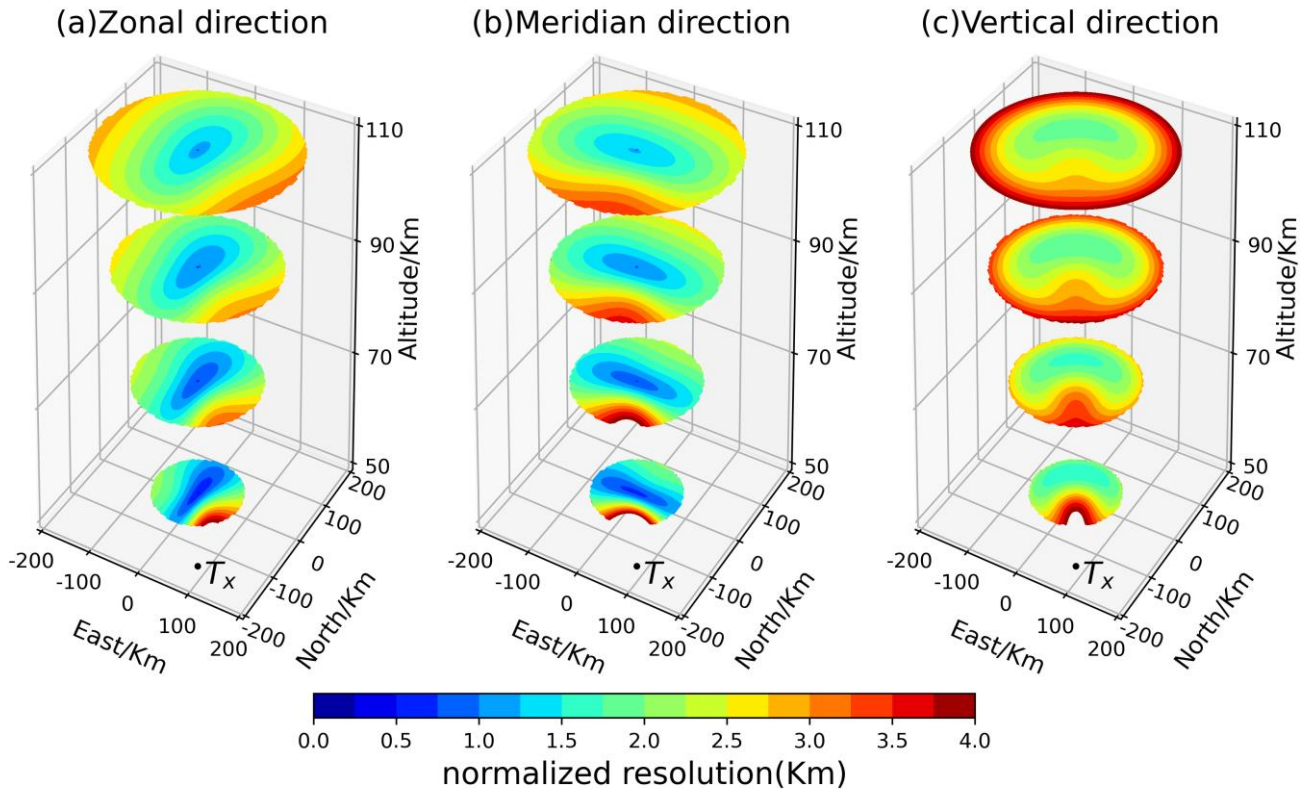 (a)Zonal direction
(b)Meridian direction
(c)Vertical direction
110
90
70
50
Altitude/Km
200
100
0
-100
-200
North/Km
-200
-100
0
100
200
East/Km
Tx
110
90
70
50
Altitude/Km
200
100
0
-100
-200
North/Km
-200
-100
0
100
200
East/Km
Tx
110
90
70
50
Altitude/Km
200
100
0
-100
-200
North/Km
-200
-100
0
100
200
East/Km
Tx
0.0 0.5 1.0 1.5 2.0 2.5 3.0 3.5 4.0
normalized resolution(Km)